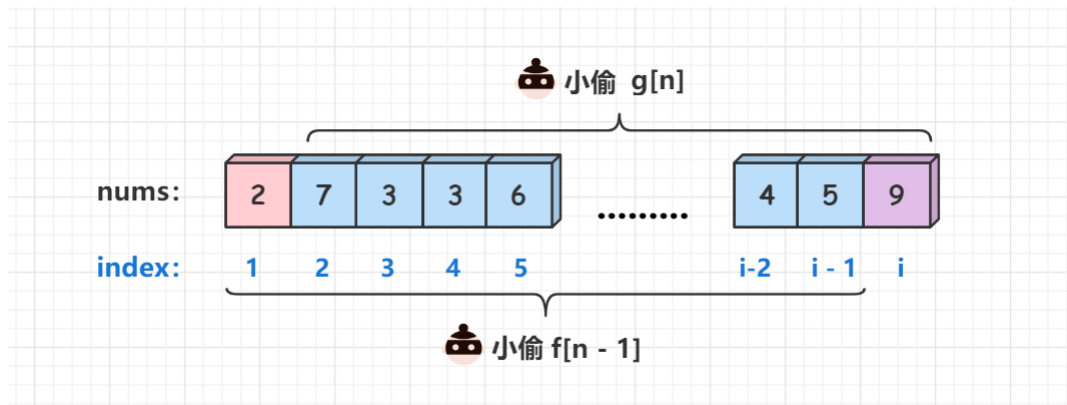 小偷 g[n]
nums: 2 7 3 3 6 ......... 4 5 9
index: 1 2 3 4 5 i-2 i - 1 i
小偷 f[n - 1]